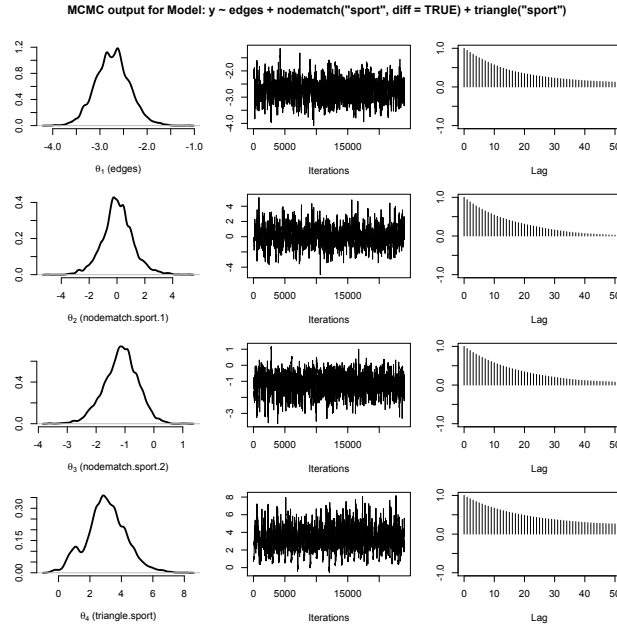 MCMC output for Model: y ~ edges + nodematch("sport", diff = TRUE) + triangle("sport")
0.0 0.4 0.8 1.2
-4.0 -3.0 -2.0 -1.0
θ1 (edges)
-4.0 -3.0 -2.0
0 5000 15000
Iterations
-1.0 0.0 1.0
0 10 20 30 40 50
Lag
0.0 0.2 0.4
-4 -2 0 2 4
θ2 (nodematch.sport.1)
-4 0 2 4
0 5000 15000
Iterations
-1.0 0.0 1.0
0 10 20 30 40 50
Lag
0.0 0.4
-4 -3 -2 -1 0 1
θ3 (nodematch.sport.2)
-3 -1 1
0 5000 15000
Iterations
-1.0 0.0 1.0
0 10 20 30 40 50
Lag
0.00 0.15 0.30
0 2 4 6 8
θ4 (triangle.sport)
0 2 4 6 8
0 5000 15000
Iterations
-1.0 0.0 1.0
0 10 20 30 40 50
Lag